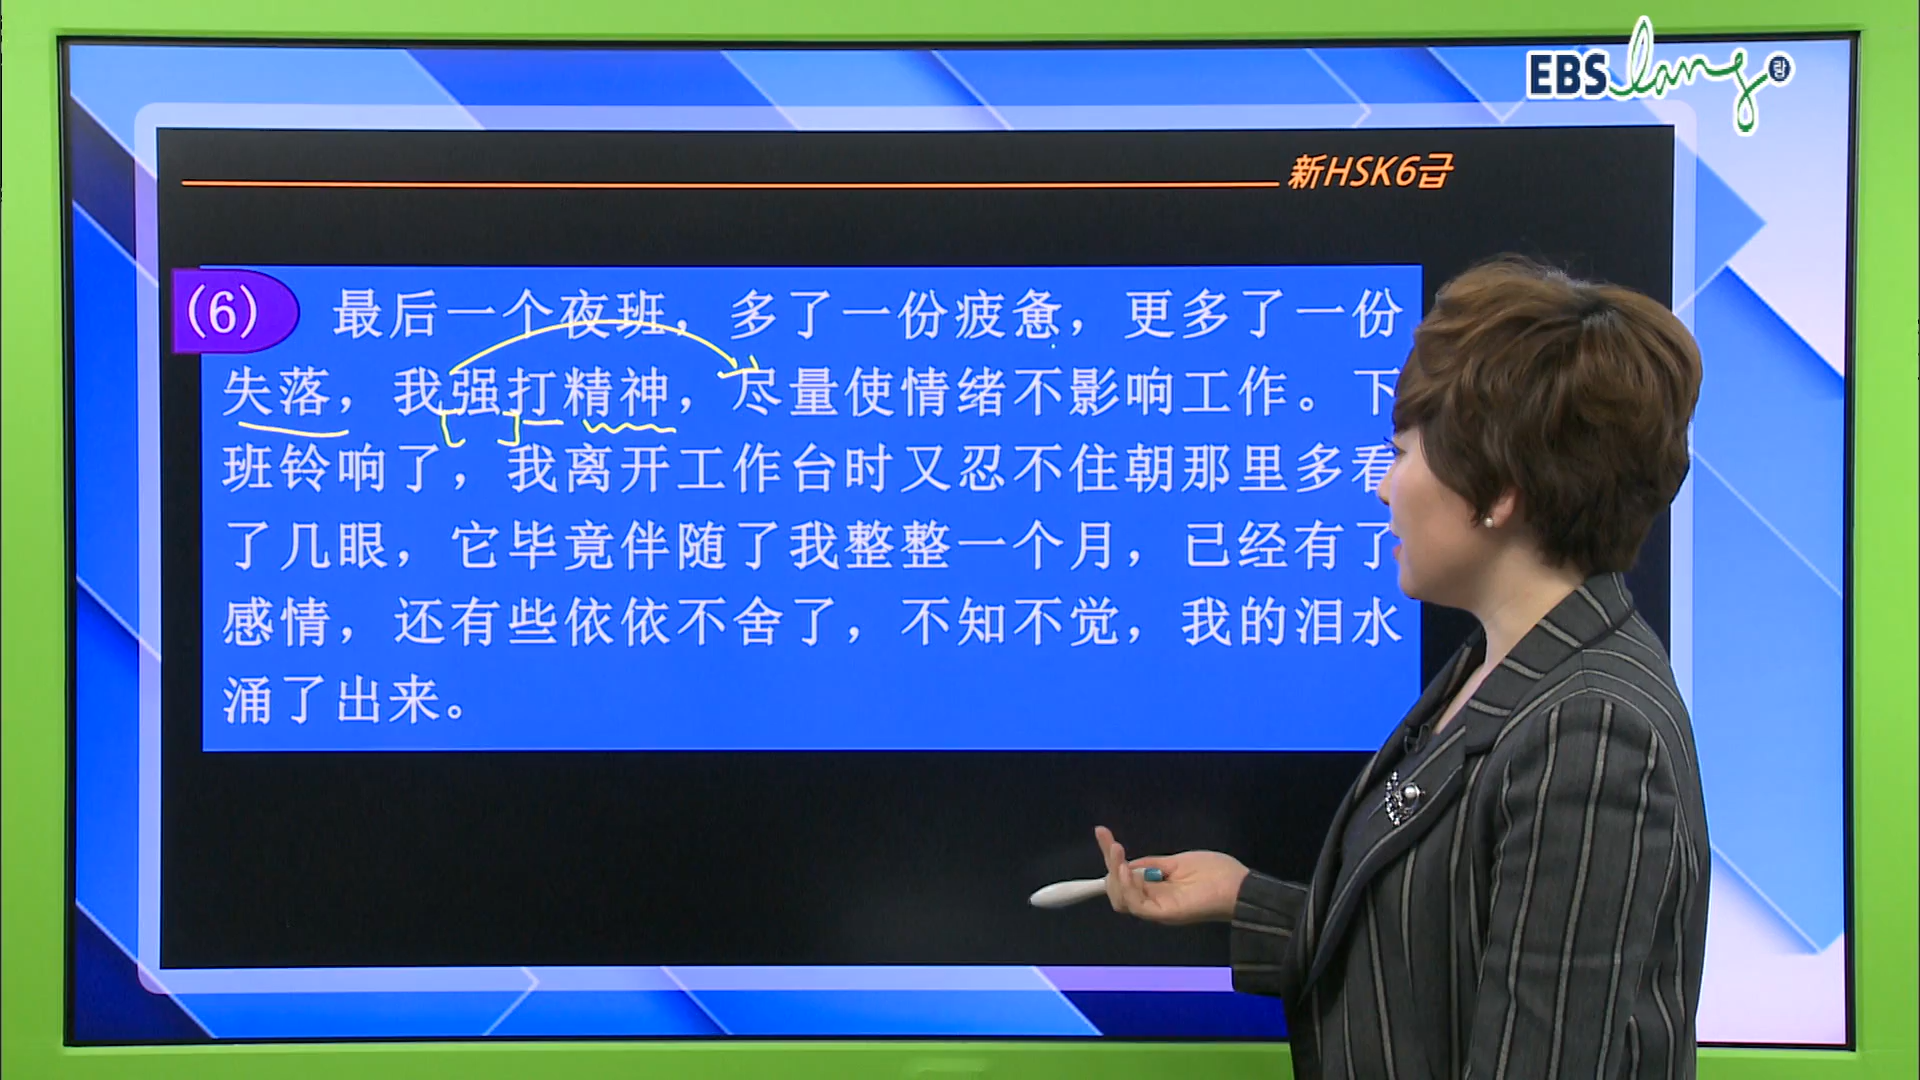 EBS lang 랑
新HSK6급
(6) 最后一个夜班，多了一份疲惫，更多了一份
失落，我强打精神，尽量使情绪不影响工作。下
班铃响了，我离开工作台时又忍不住朝那里多看
了几眼，它毕竟伴随了我整整一个月，已经有了
感情，还有些依依不舍了，不知不觉，我的泪水
涌了出来。